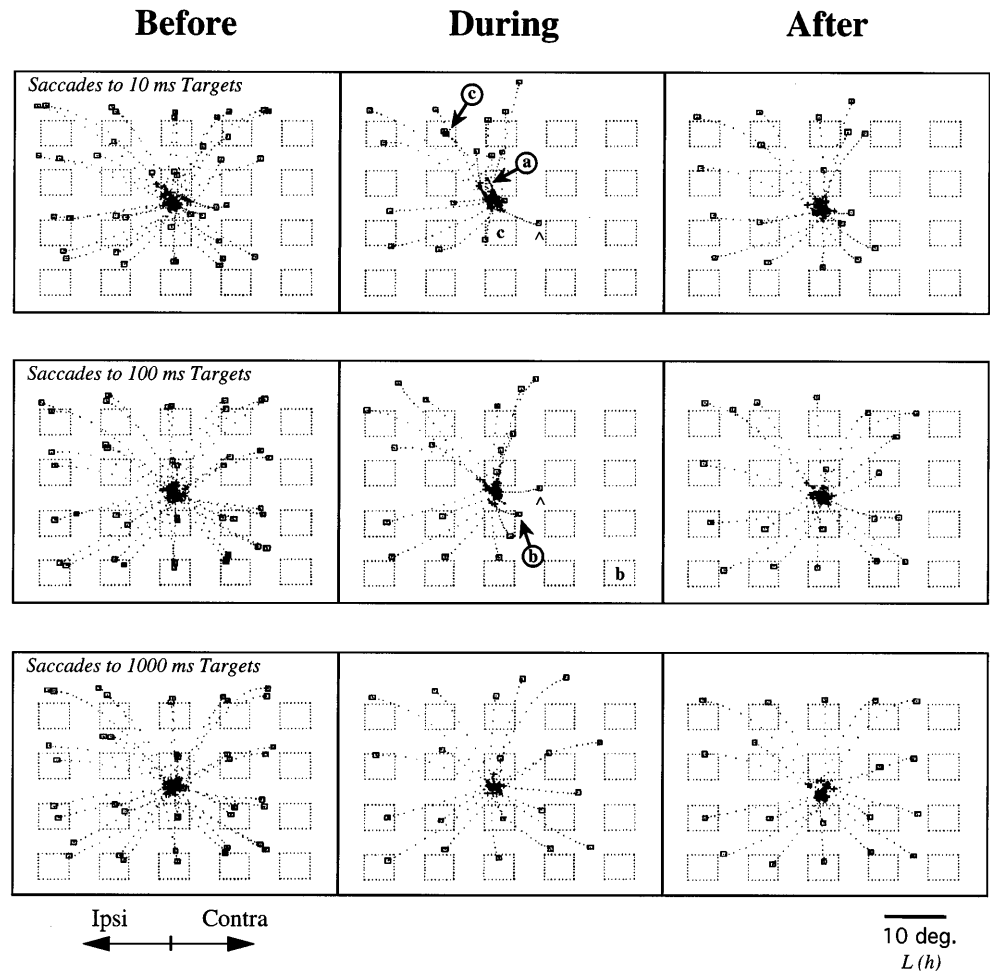 Before During After
Saccades to 10 ms Targets
c
a
c
^
Saccades to 100 ms Targets
^
b
b
Saccades to 1000 ms Targets
Ipsi Contra
10 deg.
L (h)